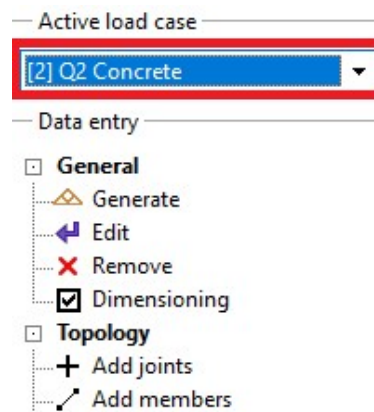 Active load case
[2] Q2 Concrete
Data entry
General
Generate
Edit
Remove
Dimensioning
Topology
Add joints
Add members